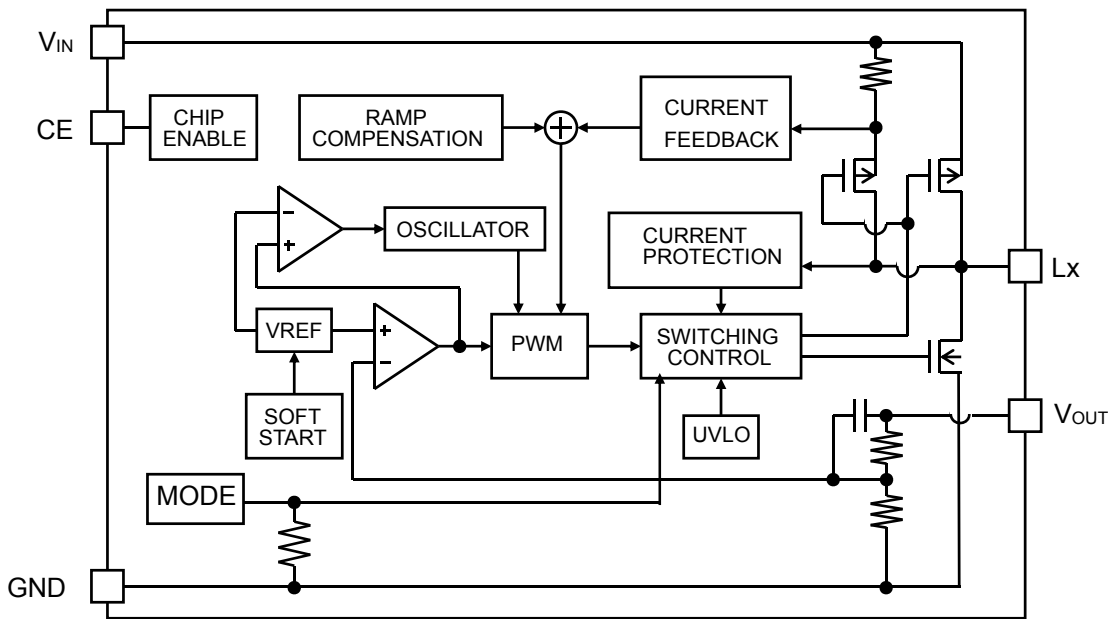 VIN
CE
CHIP
ENABLE
RAMP
COMPENSATION
+
CURRENT
FEEDBACK
−
+
OSCILLATOR
CURRENT
PROTECTION
Lx
VREF
+
−
PWM
SWITCHING
CONTROL
SOFT
START
UVLO
VOUT
MODE
GND